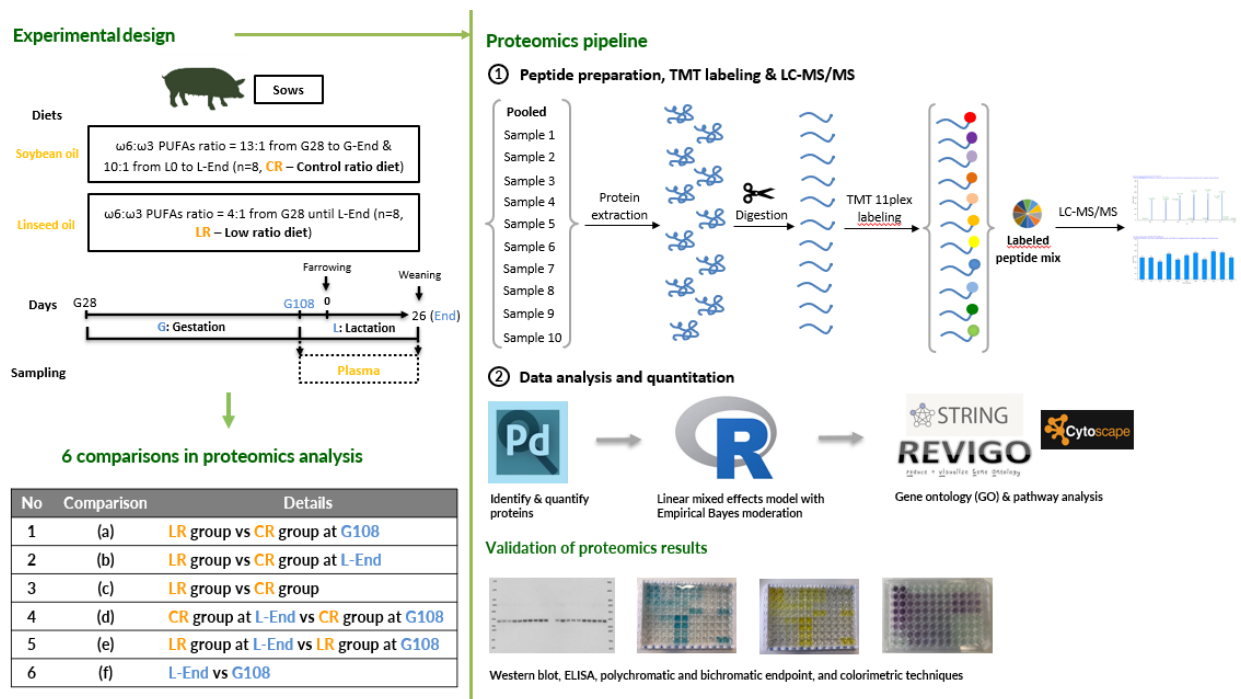 Experimental design
Sows
Diets
Soybean oil
ω6:ω3 PUFAs ratio = 13:1 from G28 to G-End &
10:1 from L0 to L-End (n=8, CR – Control ratio diet)
Linseed oil
ω6:ω3 PUFAs ratio = 4:1 from G28 until L-End (n=8,
LR – Low ratio diet)
Farrowing
Weaning
Days
G28
G108
0
26 (End)
G: Gestation
L: Lactation
Sampling
Plasma
6 comparisons in proteomics analysis
No Comparison Details
1 (a) LR group vs CR group at G108
2 (b) LR group vs CR group at L-End
3 (c) LR group vs CR group
4 (d) CR group at L-End vs CR group at G108
5 (e) LR group at L-End vs LR group at G108
6 (f) L-End vs G108
Proteomics pipeline
1 Peptide preparation, TMT labeling & LC-MS/MS
Pooled
Sample 1
Sample 2
Sample 3
Sample 4
Sample 5
Sample 6
Sample 7
Sample 8
Sample 9
Sample 10
Protein
extraction
Digestion
TMT 11plex
labeling
Labeled
peptide mix
LC-MS/MS
2 Data analysis and quantitation
Pd
Identify & quantify
proteins
R
Linear mixed effects model with
Empirical Bayes moderation
STRING
REVIGO
reduce + visualize Gene Ontology
Cytoscape
Gene ontology (GO) & pathway analysis
Validation of proteomics results
Western blot, ELISA, polychromatic and bichromatic endpoint, and colorimetric techniques